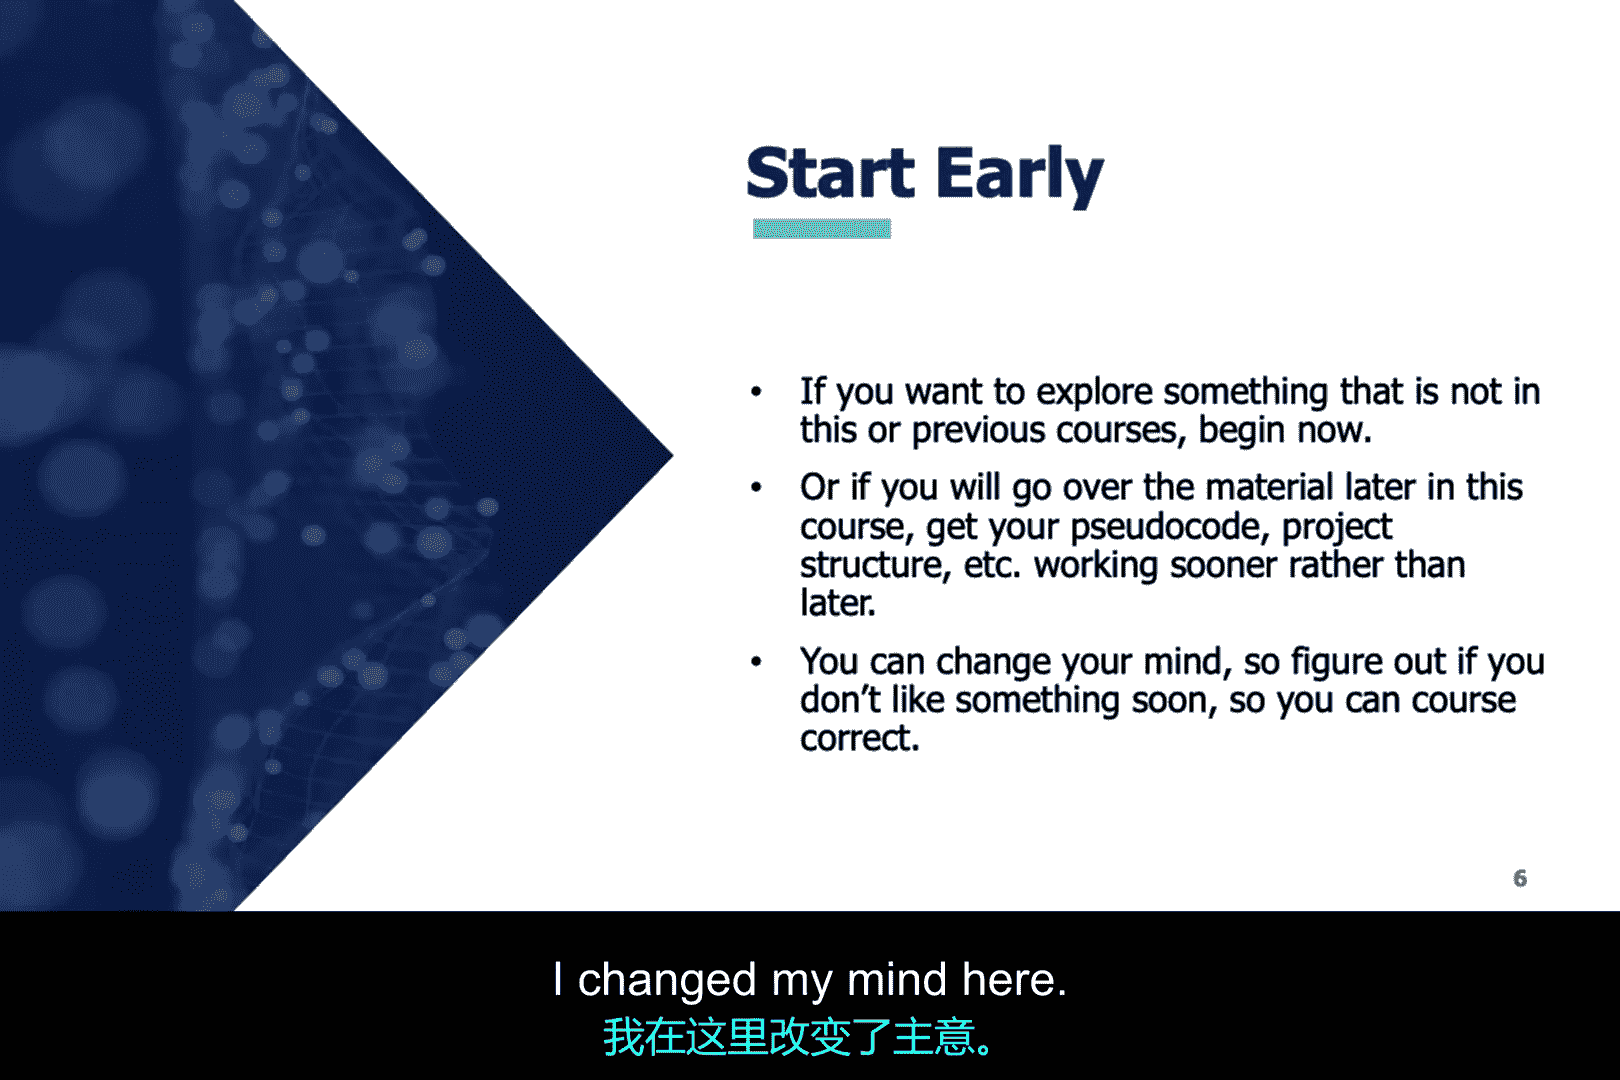 Start Early
• If you want to explore something that is not in
this or previous courses, begin now.
• Or if you will go over the material later in this
course, get your pseudocode, project
structure, etc. working sooner rather than
later.
• You can change your mind, so figure out if you
don’t like something soon, so you can course
correct.
6
I changed my mind here.
我在这里改变了主意。